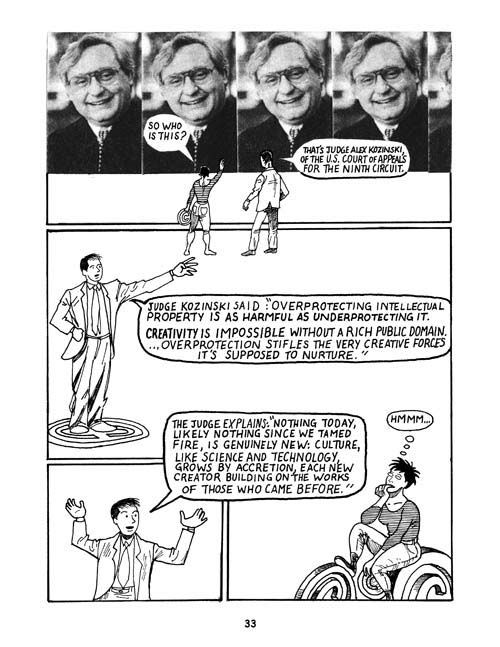 SO WHO
IS THIS?
THAT'S JUDGE ALEX KOZINSKI,
OF THE U.S. COURT OF APPEALS
FOR THE NINTH CIRCUIT.
JUDGE KOZINSKI SAID: "OVERPROTECTING INTELLECTUAL
PROPERTY IS AS HARMFUL AS UNDERPROTECTING IT.
CREATIVITY IS IMPOSSIBLE WITHOUT A RICH PUBLIC DOMAIN.
...OVERPROTECTION STIFLES THE VERY CREATIVE FORCES
IT'S SUPPOSED TO NURTURE."
THE JUDGE EXPLAINS: "NOTHING TODAY,
LIKELY NOTHING SINCE WE TAMED
FIRE, IS GENUINELY NEW: CULTURE,
LIKE SCIENCE AND TECHNOLOGY,
GROWS BY ACCRETION, EACH NEW
CREATOR BUILDING ON THE WORKS
OF THOSE WHO CAME BEFORE."
HMMM...
33